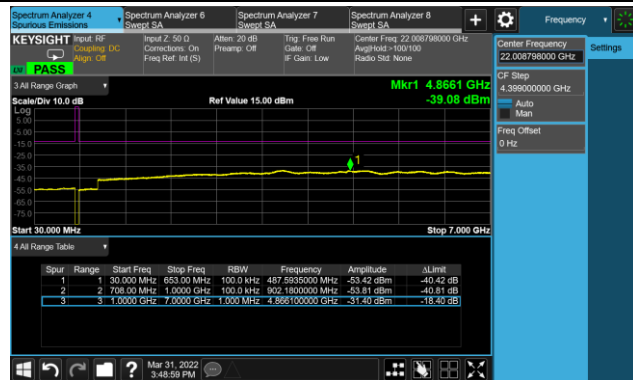 Spectrum Analyzer 4
Spurious Emissions
Spectrum Analyzer 6
Swept SA
Spectrum Analyzer 7
Swept SA
Spectrum Analyzer 8
Swept SA
Frequency
KEYSIGHT
Input: RF
Coupling: DC
Align: Off
Input Z: 50 Ω
Corrections: On
Freq Ref: Int (S)
Atten: 20 dB
Preamp: Off
Trig: Free Run
Gate: Off
IF Gain: Low
Center Freq: 22.008798000 GHz
Avg|Hold:>100/100
Radio Std: None
PASS
Center Frequency
22.008798000 GHz
Settings
CF Step
4.399000000 GHz
Auto
Man
Freq Offset
0 Hz
3 All Range Graph
Mkr1 4.8661 GHz
Scale/Div 10.0 dB
Ref Value 15.00 dBm
-39.08 dBm
Log
5.00
-5.00
-15.0
-25.0
-35.0
-45.0
-55.0
-65.0
-75.0
1
Start 30.000 MHz
Stop 7.000 GHz
4 All Range Table
Spur Range Start Freq Stop Freq RBW Frequency Amplitude ΔLimit
1 1 30.000 MHz 653.00 MHz 100.0 kHz 487.5935000 MHz -53.42 dBm -40.42 dB
2 2 708.00 MHz 1.0000 GHz 100.0 kHz 902.1800000 MHz -53.81 dBm -40.81 dB
3 3 1.0000 GHz 7.0000 GHz 1.000 MHz 4.866100000 GHz -31.40 dBm -18.40 dB
?
Mar 31, 2022
3:48:59 PM